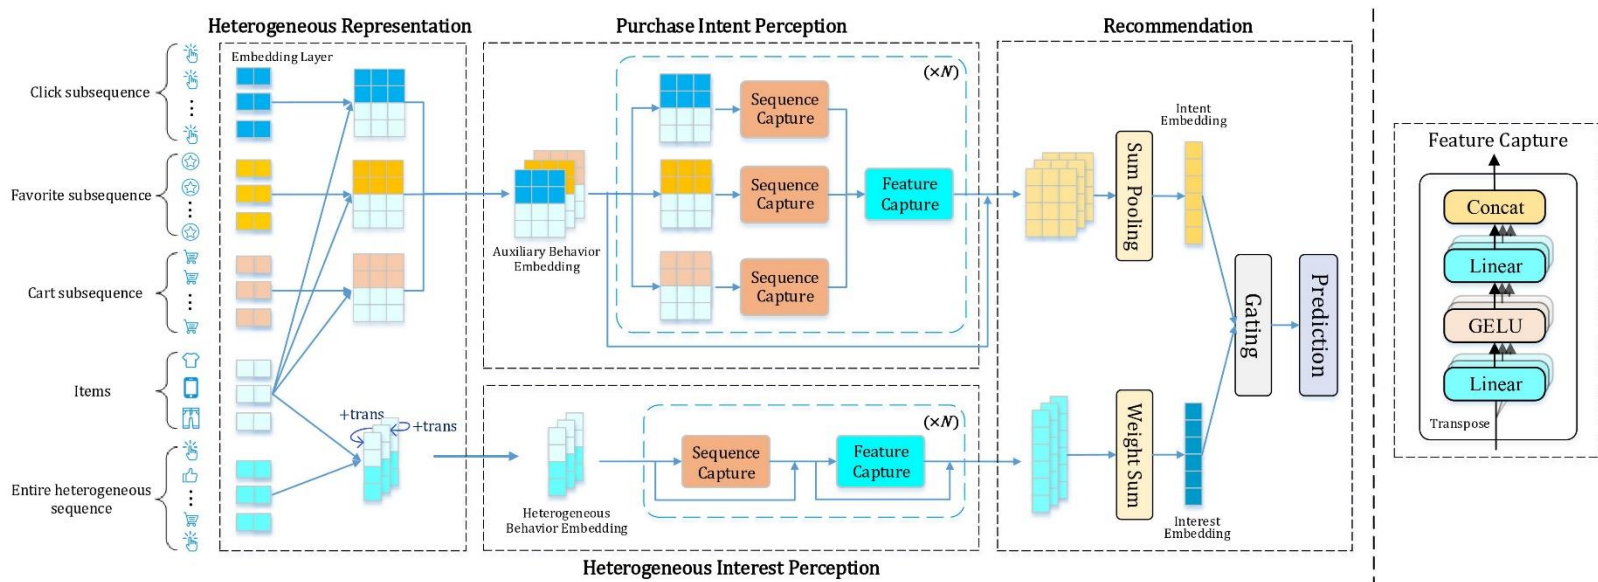 Heterogeneous Representation
Purchase Intent Perception
Recommendation
Embedding Layer
Click subsequence
Favorite subsequence
Cart subsequence
Items
Entire heterogeneous
sequence
+trans
+trans
Auxiliary Behavior
Embedding
(×N)
Sequence
Capture
Sequence
Capture
Sequence
Capture
Feature
Capture
Heterogeneous
Behavior Embedding
(×N)
Sequence
Capture
Feature
Capture
Heterogeneous Interest Perception
Sum Pooling
Intent
Embedding
Weight Sum
Interest
Embedding
Gating
Prediction
Feature Capture
Concat
Linear
GELU
Linear
Transpose